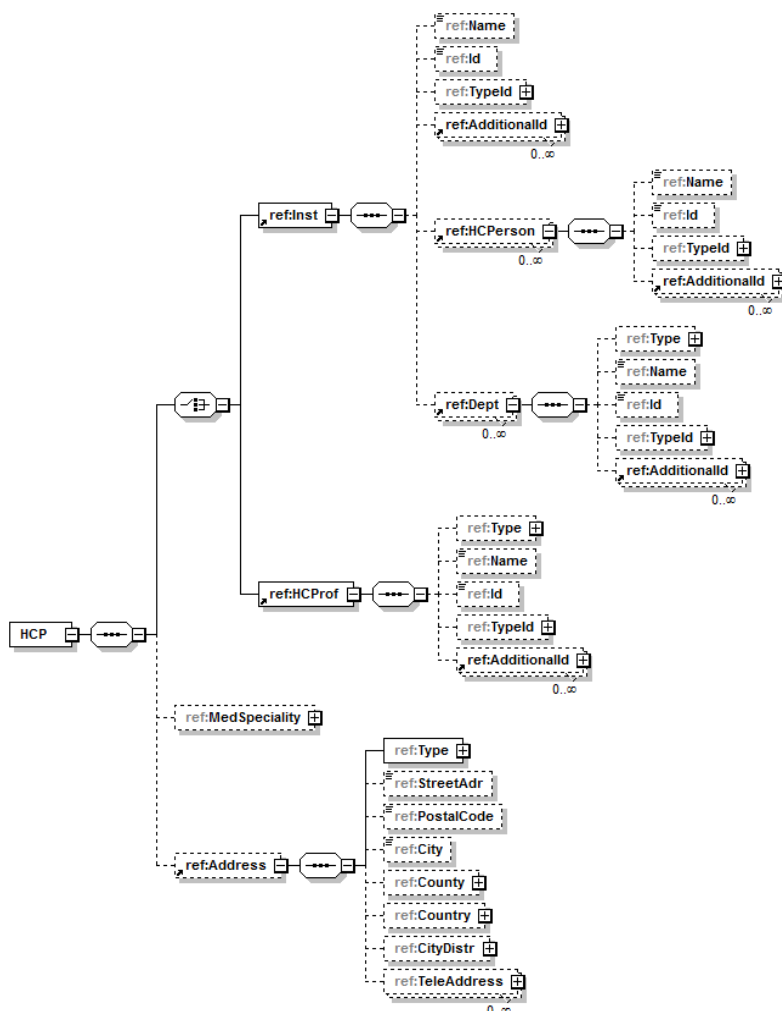 ref:Name
ref:Id
ref:TypeId
ref:AdditionalId
0..∞
ref:Inst
ref:HCPerson
0..∞
ref:Name
ref:Id
ref:TypeId
ref:AdditionalId
0..∞
ref:Dept
0..∞
ref:Type
ref:Name
ref:Id
ref:TypeId
ref:AdditionalId
0..∞
ref:HCProf
ref:Type
ref:Name
ref:Id
ref:TypeId
ref:AdditionalId
0..∞
HCP
ref:MedSpeciality
ref:Address
ref:Type
ref:StreetAdr
ref:PostalCode
ref:City
ref:County
ref:Country
ref:CityDistr
ref:TeleAddress
0..∞